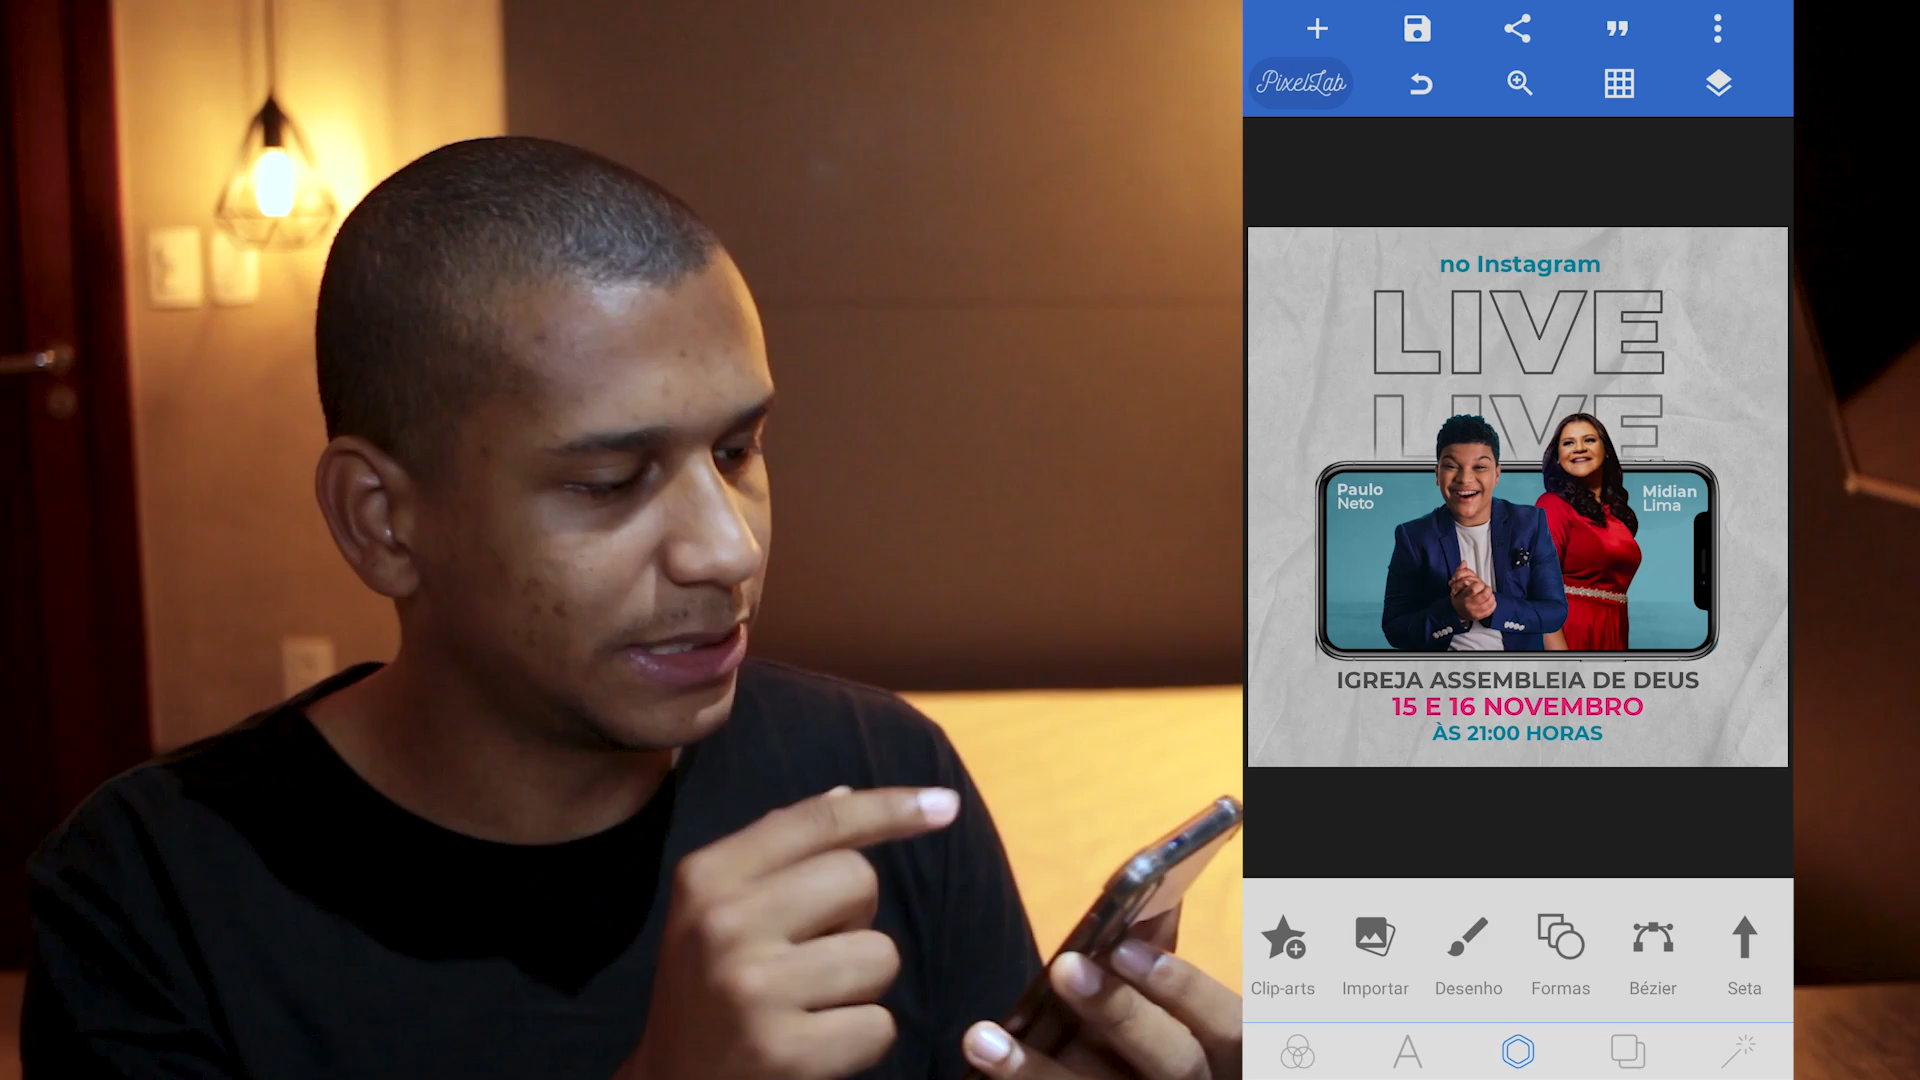 PixelLab
no Instagram
LIVE
LIVE
Paulo
Neto
Midian
Lima
IGREJA ASSEMBLEIA DE DEUS
15 E 16 NOVEMBRO
ÀS 21:00 HORAS
Clip-arts
Importar
Desenho
Formas
Bézier
Seta
A